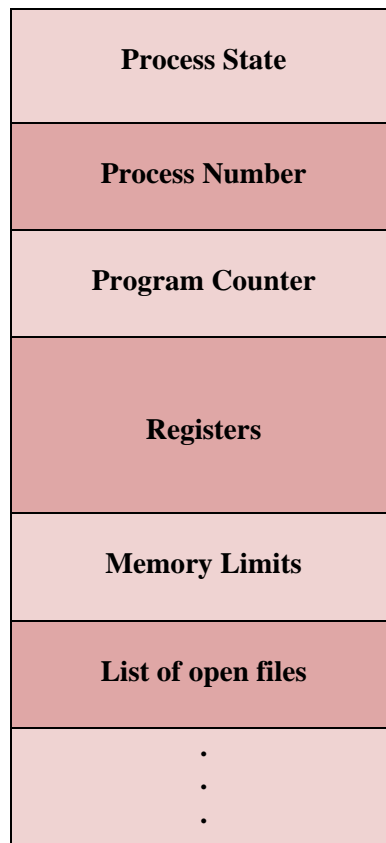 Process State
Process Number
Program Counter
Registers
Memory Limits
List of open files
.
.
.